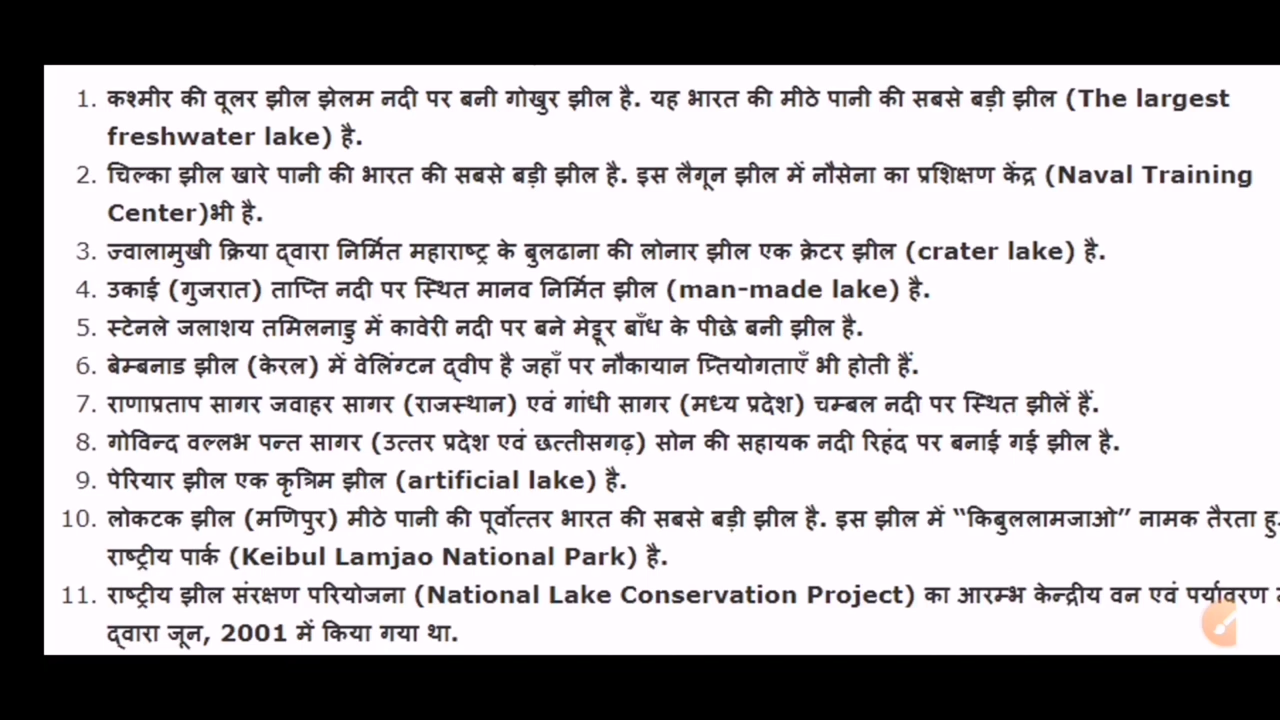 1. कश्मीर की वूलर झील झेलम नदी पर बनी गोखुर झील है. यह भारत की मीठे पानी की सबसे बड़ी झील (The largest
freshwater lake) है.
2. चिल्का झील खारे पानी की भारत की सबसे बड़ी झील है. इस लैगून झील में नौसेना का प्रशिक्षण केंद्र (Naval Training
Center)भी है.
3. ज्वालामुखी क्रिया द्वारा निर्मित महाराष्ट्र के बुलढाना की लोनार झील एक क्रेटर झील (crater lake) है.
4. उकाई (गुजरात) ताप्ति नदी पर स्थित मानव निर्मित झील (man-made lake) है.
5. स्टेनले जलाशय तमिलनाडु में कावेरी नदी पर बने मेट्टूर बाँध के पीछे बनी झील है.
6. बेम्बनाड झील (केरल) में वेलिंग्टन द्वीप है जहाँ पर नौकायान प्र्तियोगताएँ भी होती हैं.
7. राणाप्रताप सागर जवाहर सागर (राजस्थान) एवं गांधी सागर (मध्य प्रदेश) चम्बल नदी पर स्थित झीलें हैं.
8. गोविन्द वल्लभ पन्त सागर (उत्तर प्रदेश एवं छत्तीसगढ़) सोन की सहायक नदी रिहंद पर बनाई गई झील है.
9. पेरियार झील एक कृत्रिम झील (artificial lake) है.
10. लोकटक झील (मणिपुर) मीठे पानी की पूर्वोत्तर भारत की सबसे बड़ी झील है. इस झील में “किबुललामजाओ” नामक तैरता
राष्ट्रीय पार्क (Keibul Lamjao National Park) है.
11. राष्ट्रीय झील संरक्षण परियोजना (National Lake Conservation Project) का आरम्भ केन्द्रीय वन एवं पर्यावरण
द्वारा जून, 2001 में किया गया था.